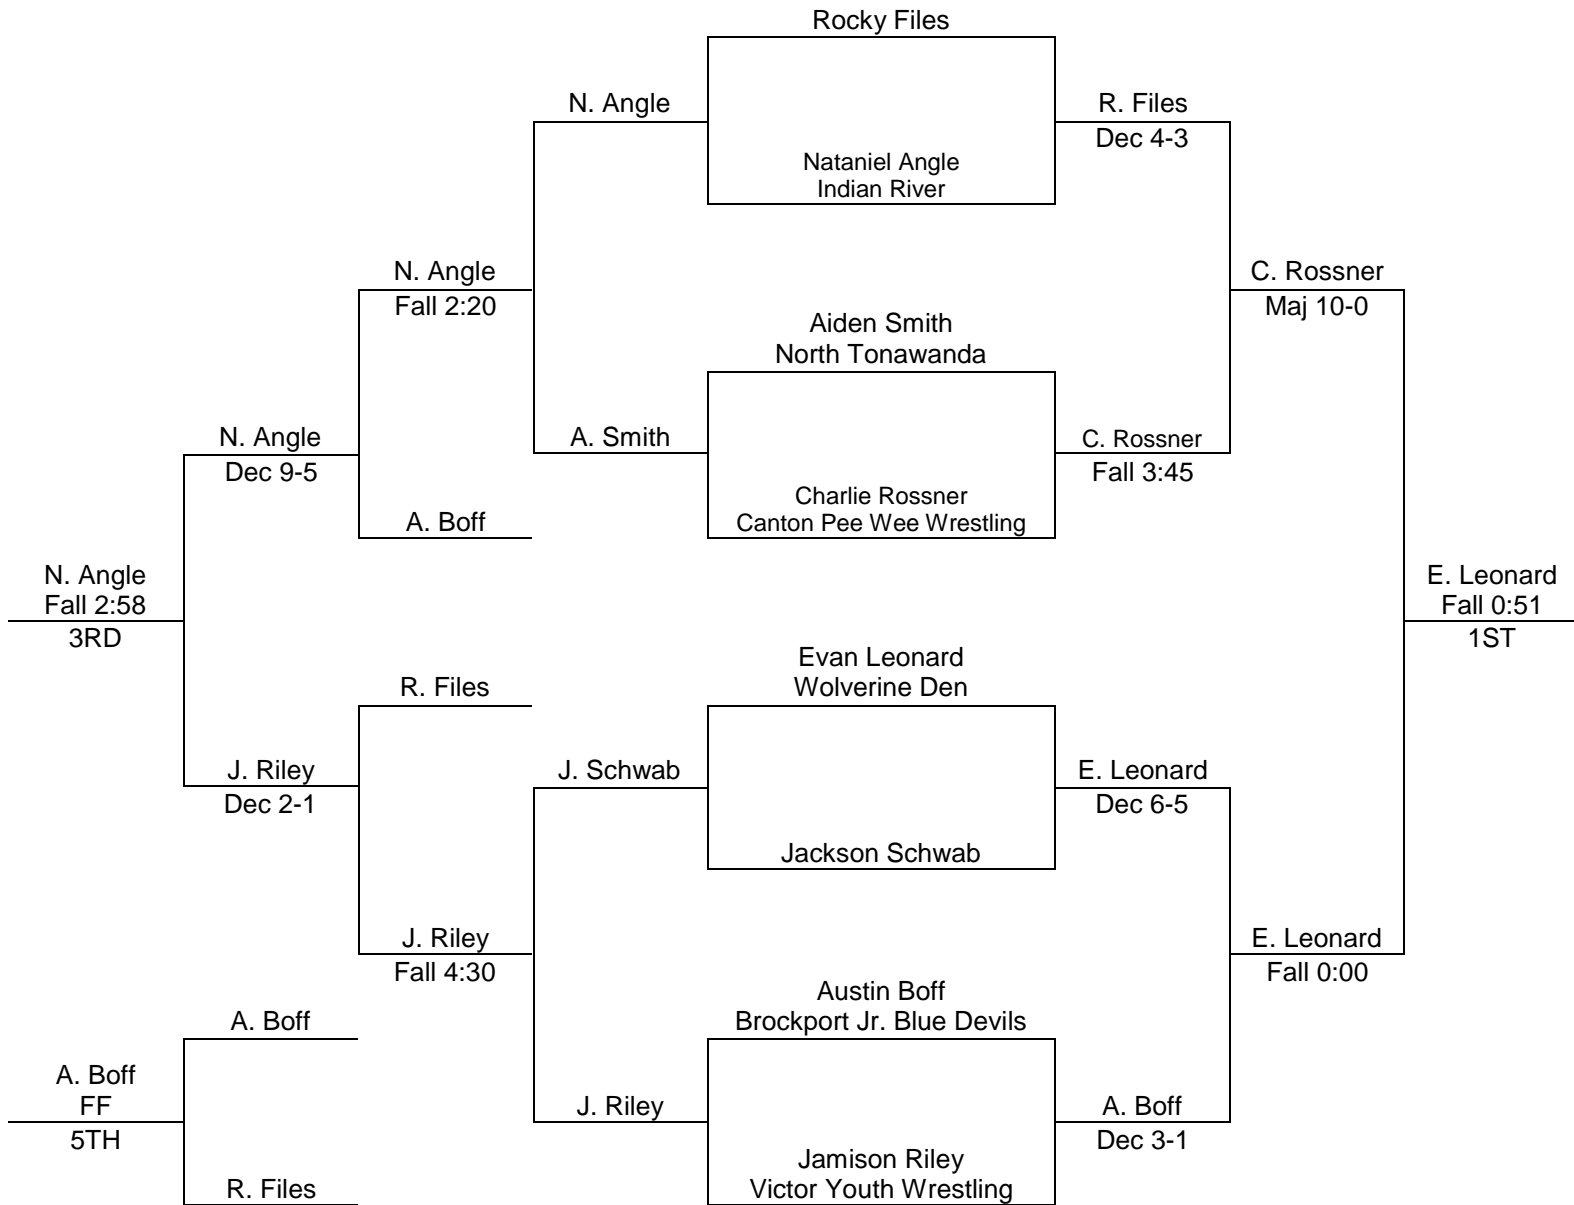 Rocky Files
N. Angle
R. Files
Dec 4-3
Nataniel Angle
Indian River
N. Angle
Fall 2:20
C. Rossner
Maj 10-0
Aiden Smith
North Tonawanda
N. Angle
Dec 9-5
A. Smith
C. Rossner
Fall 3:45
Charlie Rossner
Canton Pee Wee Wrestling
A. Boff
N. Angle
Fall 2:58
3RD
E. Leonard
Fall 0:51
1ST
Evan Leonard
Wolverine Den
R. Files
J. Riley
Dec 2-1
J. Schwab
E. Leonard
Dec 6-5
Jackson Schwab
J. Riley
Fall 4:30
E. Leonard
Fall 0:00
Austin Boff
Brockport Jr. Blue Devils
A. Boff
A. Boff
FF
5TH
J. Riley
A. Boff
Dec 3-1
Jamison Riley
Victor Youth Wrestling
R. Files